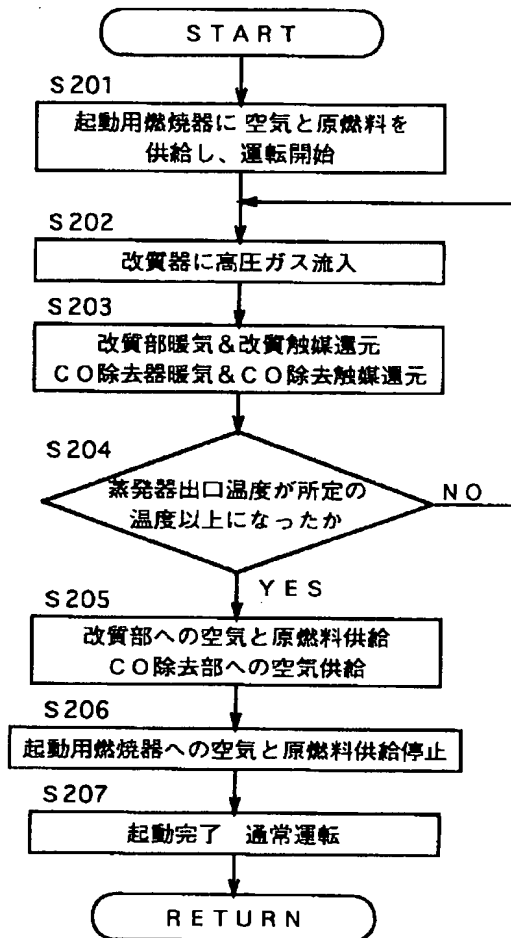 START
S201
起動用燃焼器に空気と原燃料を
供給し、運転開始
S202
改質器に高圧ガス流入
S203
改質部暖気&改質触媒還元
CO除去器暖気&CO除去触媒還元
S204
蒸発器出口温度が所定の
温度以上になったか
NO
YES
S205
改質部への空気と原燃料供給
CO除去部への空気供給
S206
起動用燃焼器への空気と原燃料供給停止
S207
起動完了 通常運転
RETURN